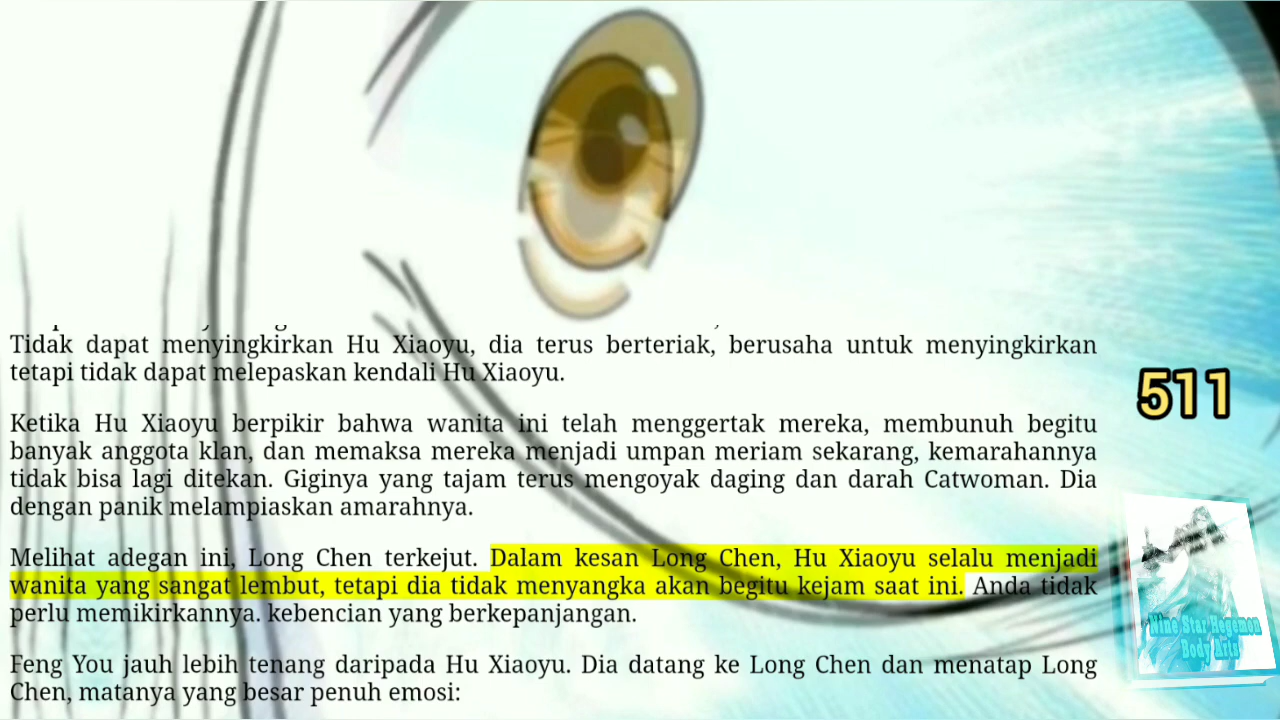 Tidak dapat menyingkirkan Hu Xiaoyu, dia terus berteriak, berusaha untuk menyingkirkan
tetapi tidak dapat melepaskan kendali Hu Xiaoyu.
Ketika Hu Xiaoyu berpikir bahwa wanita ini telah menggertak mereka, membunuh begitu
banyak anggota klan, dan memaksa mereka menjadi umpan meriam sekarang, kemarahannya
tidak bisa lagi ditekan. Giginya yang tajam terus mengoyak daging dan darah Catwoman. Dia
dengan panik melampiaskan amarahnya.
Melihat adegan ini, Long Chen terkejut. Dalam kesan Long Chen, Hu Xiaoyu selalu menjadi
wanita yang sangat lembut, tetapi dia tidak menyangka akan begitu kejam saat ini. Anda tidak
perlu memikirkannya. kebencian yang berkepanjangan.
Feng You jauh lebih tenang daripada Hu Xiaoyu. Dia datang ke Long Chen dan menatap Long
Chen, matanya yang besar penuh emosi:
511
Nine Star Hegemon
Body Arts